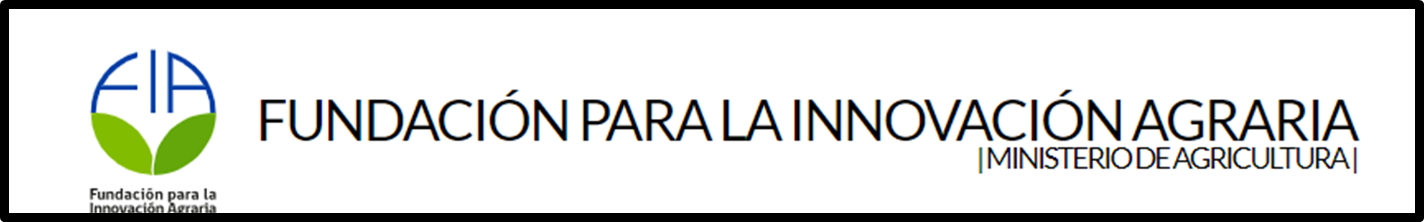 FIA
FUNDACIÓN PARA LA INNOVACIÓN AGRARIA
|MINISTERIO DE AGRICULTURA|
Fundación para la
Innovación Agraria